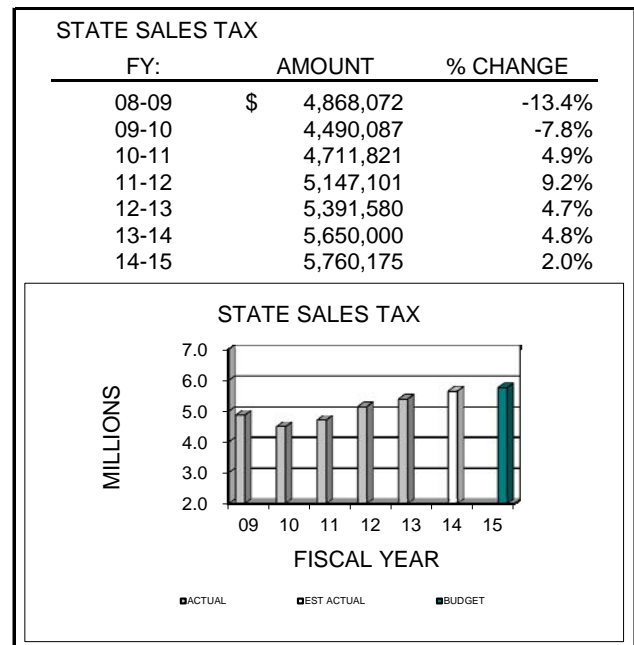 STATE SALES TAX
FY: AMOUNT % CHANGE
08-09 $ 4,868,072 -13.4%
09-10 4,490,087 -7.8%
10-11 4,711,821 4.9%
11-12 5,147,101 9.2%
12-13 5,391,580 4.7%
13-14 5,650,000 4.8%
14-15 5,760,175 2.0%
STATE SALES TAX
MILLIONS
7.0
6.0
5.0
4.0
3.0
2.0
09 10 11 12 13 14 15
FISCAL YEAR
ACTUAL EST ACTUAL BUDGET